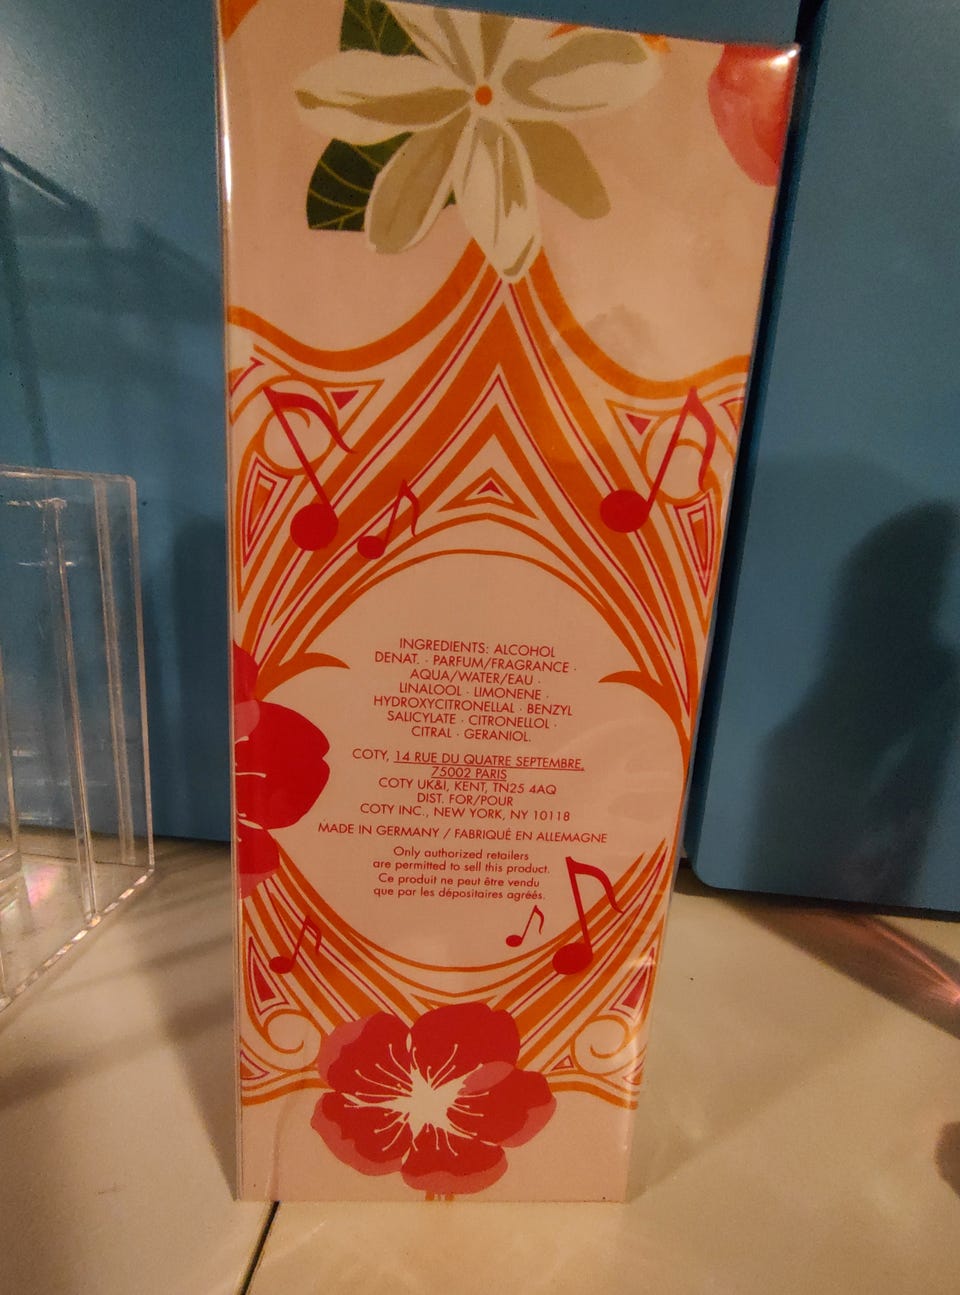 INGREDIENTS: ALCOHOL
DENAT. · PARFUM/FRAGRANCE ·
AQUA/WATER/EAU ·
LINALOOL · LIMONENE ·
HYDROXYCITRONELLAL · BENZYL
SALICYLATE · CITRONELLOL ·
CITRAL · GERANIOL.
COTY, 14 RUE DU QUATRE SEPTEMBRE,
75002 PARIS
COTY UK&I, KENT, TN25 4AQ
DIST. FOR/POUR
COTY INC., NEW YORK, NY 10118
MADE IN GERMANY / FABRIQUÉ EN ALLEMAGNE
Only authorized retailers
are permitted to sell this product.
Ce produit ne peut être vendu
que par les dépositaires agréés.